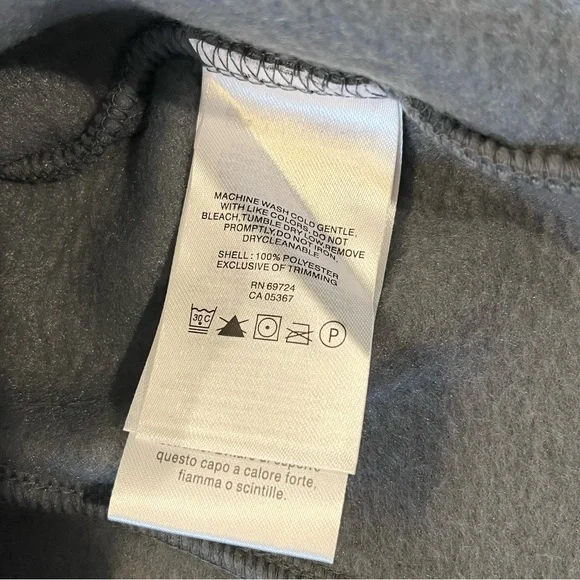 MACHINE WASH COLD GENTLE,
WITH LIKE COLORS, DO NOT
BLEACH,TUMBLE DRY LOW,REMOVE
PROMPTLY,DO NOT IRON,
DRYCLEANABLE
SHELL : 100% POLYESTER
EXCLUSIVE OF TRIMMING
RN 69724
CA 05367
30C P
questo capo a calore forte,
fiamma o scintille.